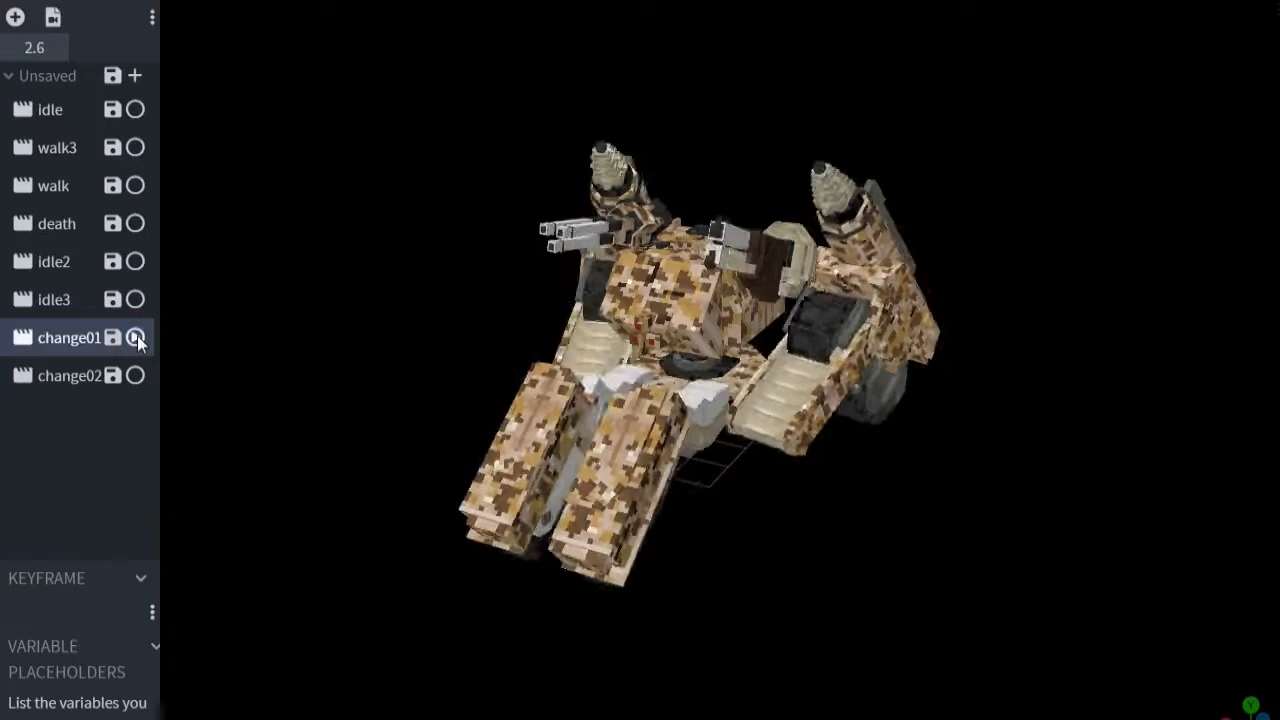 2.6
Unsaved
idle
walk3
walk
death
idle2
idle3
change01
change02
KEYFRAME
VARIABLE
PLACEHOLDERS
List the variables you
Y